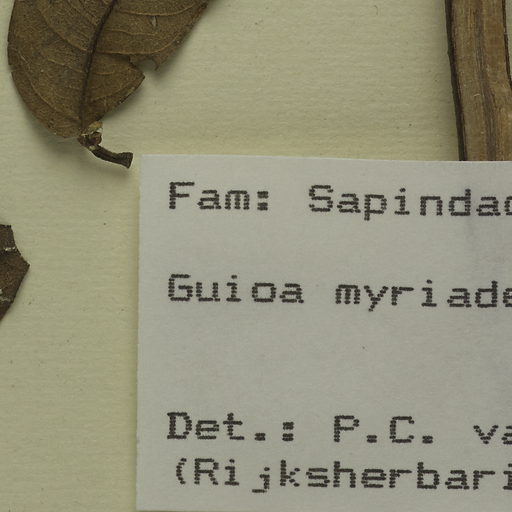 Fam: Sapindac
Guioa myriade
Det.: P.C. va
(Rijksherbari